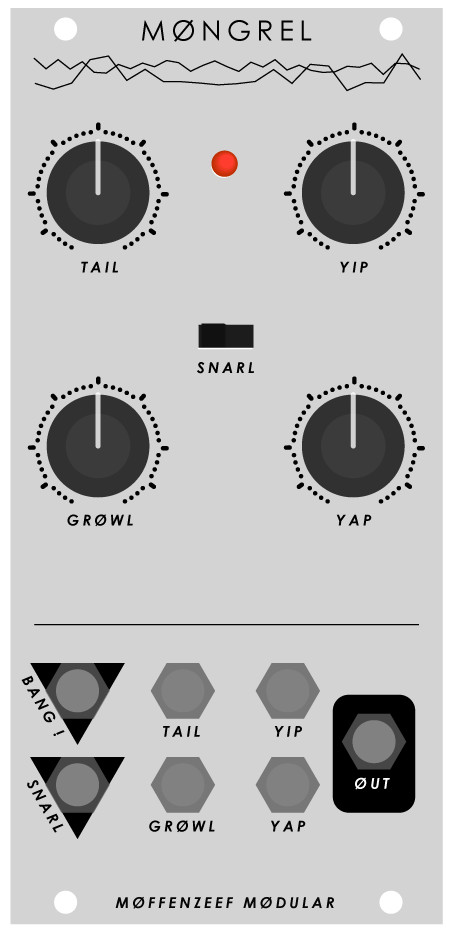 MØNGREL
TAIL
YIP
SNARL
GRØWL
YAP
BANG !
TAIL
YIP
ØUT
SNARL
GRØWL
YAP
MØFFENZEEF MØDULAR